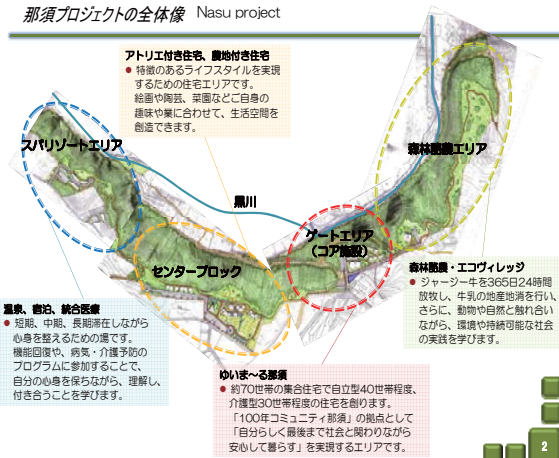 那須プロジェクトの全体像 Nasu project
アトリエ付き住宅、農地付き住宅
● 特徴のあるライフスタイルを実現
するための住宅エリアです。
絵画や陶芸、菜園などご自身の
趣味や業に合わせて、生活空間を
創造できます。
スパリゾートエリア
森林酪農エリア
黒川
ゲートエリア
（コア施設）
センターブロック
森林酪農・エコヴィレッジ
● ジャージー牛を365日24時間
放牧し、牛乳の地産地消を行い、
さらに、動物や自然と触れ合い
ながら、環境や持続可能な社会
の実践を学びます。
温泉、宿泊、統合医療
● 短期、中期、長期滞在しながら
心身を整えるための場です。
機能回復や、病気・介護予防の
プログラムに参加することで、
自分の心身を保ちながら、理解し、
付き合うことを学びます。
ゆいま～る那須
● 約70世帯の集合住宅で自立型40世帯程度、
介護型30世帯程度の住宅を創ります。
「100年コミュニティ那須」の拠点として
「自分らしく最後まで社会と関わりながら
安心して暮らす」を実現するエリアです。
2